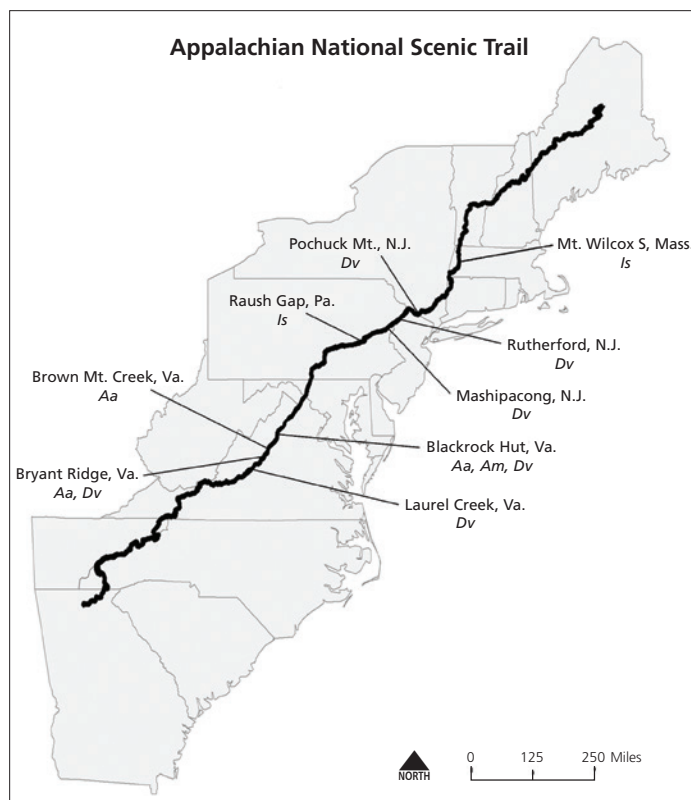 Appalachian National Scenic Trail
Pochuck Mt., N.J.
Dv
Mt. Wilcox S, Mass.
Is
Raush Gap, Pa.
Is
Rutherford, N.J.
Dv
Brown Mt. Creek, Va.
Aa
Mashipacong, N.J.
Dv
Blackrock Hut, Va.
Aa, Am, Dv
Bryant Ridge, Va.
Aa, Dv
Laurel Creek, Va.
Dv
NORTH
0 125 250 Miles